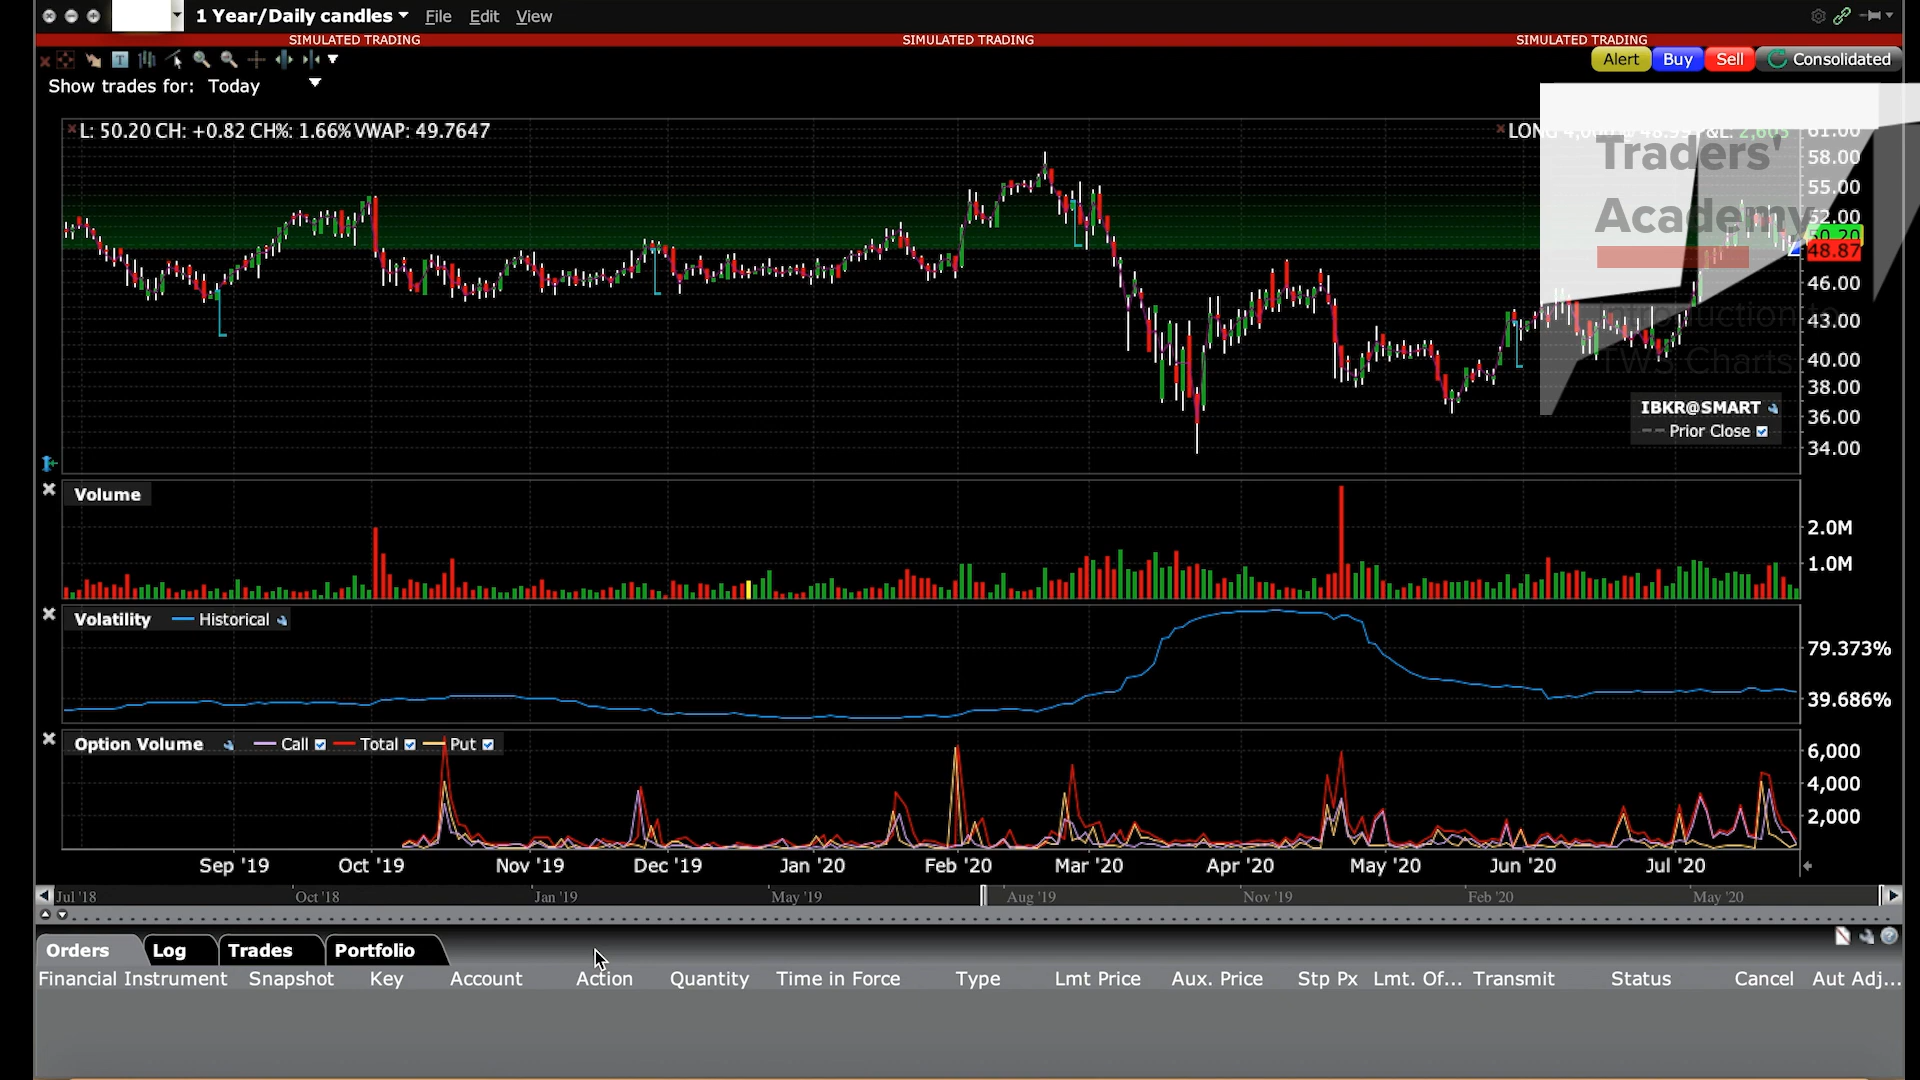 1 Year/Daily candles File Edit View
SIMULATED TRADING SIMULATED TRADING SIMULATED TRADING
Alert Buy Sell Consolidated
Show trades for: Today
L: 50.20 CH: +0.82 CH%: 1.66% VWAP: 49.7647
61.00
58.00
55.00
52.00
50.20
48.87
46.00
43.00
40.00
38.00
36.00
34.00
Traders'
Academy
TWS Charts
IBKR@SMART
Prior Close
Volume
2.0M
1.0M
Volatility Historical
79.373%
39.686%
Option Volume Call Total Put
6,000
4,000
2,000
Sep '19 Oct '19 Nov '19 Dec '19 Jan '20 Feb '20 Mar '20 Apr '20 May '20 Jun '20 Jul '20
Jul '18 Oct '18 Jan '19 May '19 Aug '19 Nov '19 Feb '20 May '20
Orders Log Trades Portfolio
Financial Instrument Snapshot Key Account Action Quantity Time in Force Type Lmt Price Aux. Price Stp Px Lmt. Of... Transmit Status Cancel Aut Adj...